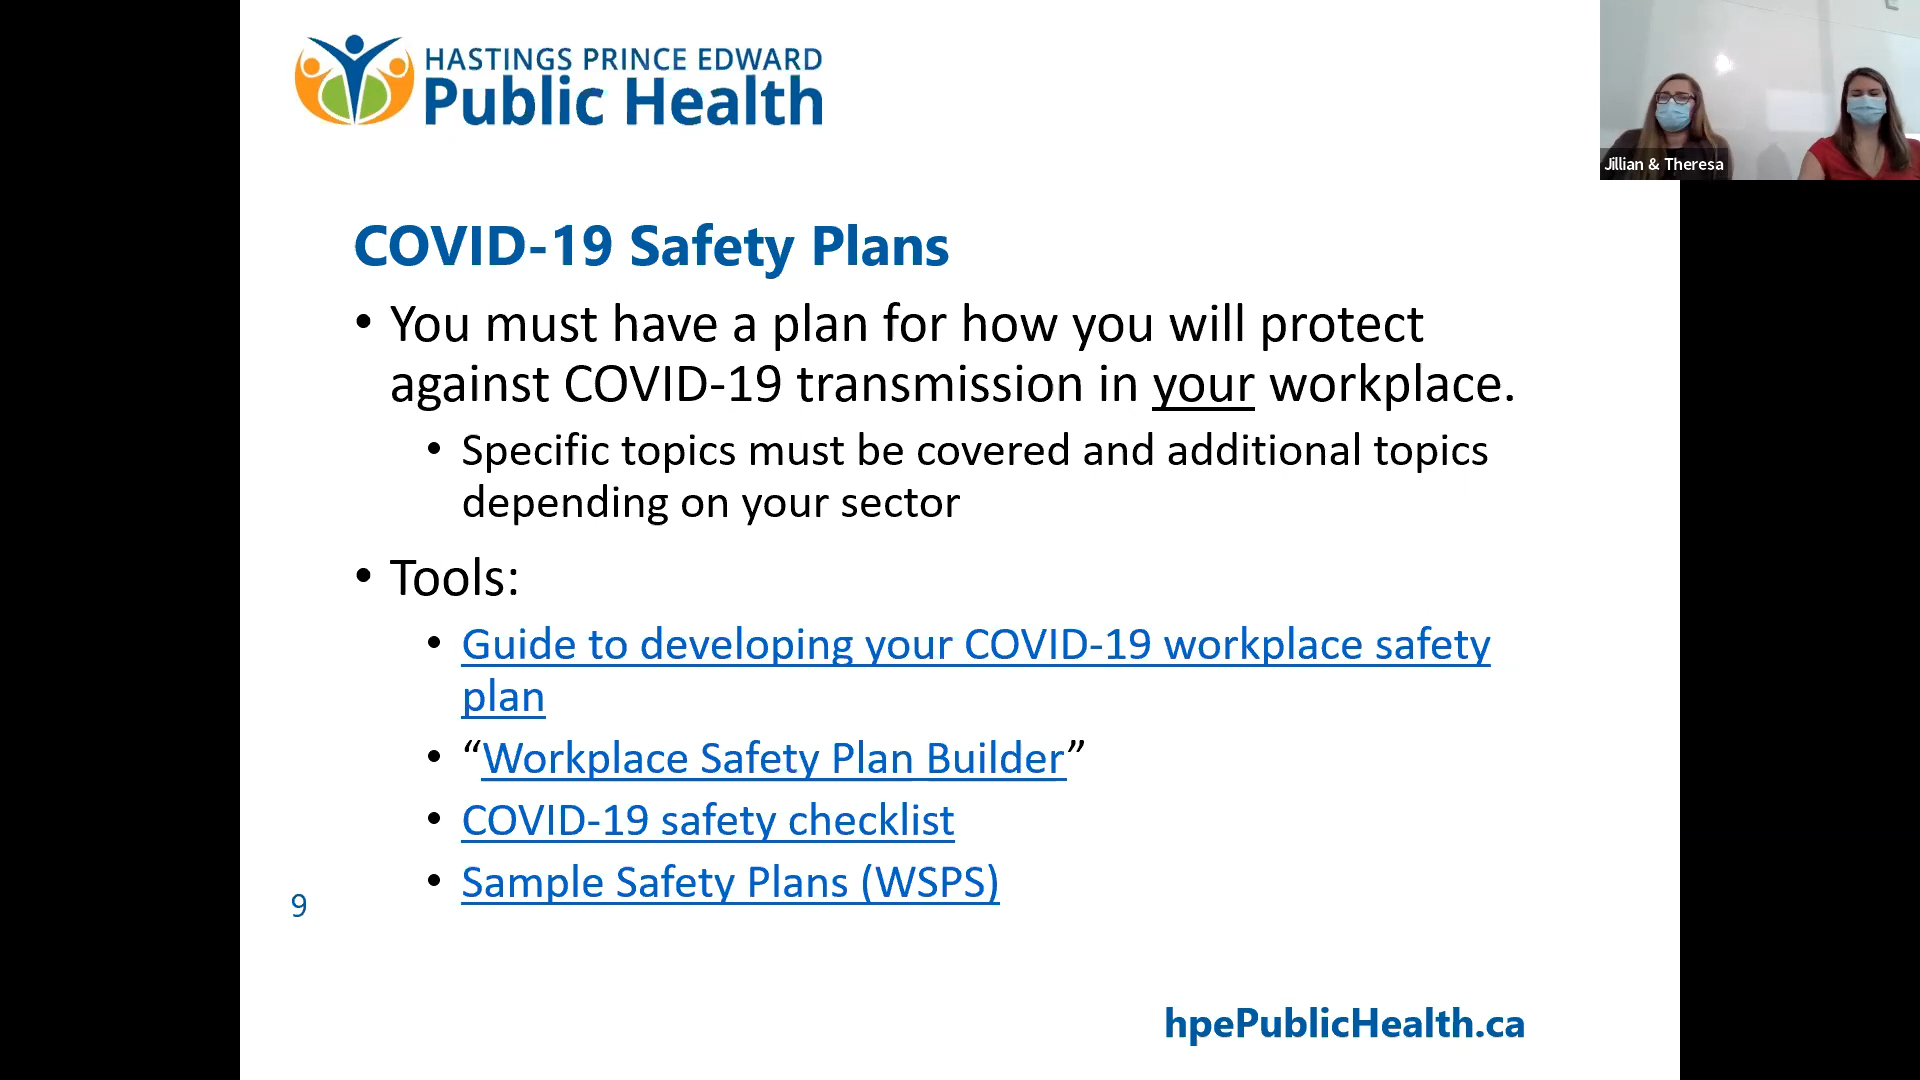 HASTINGS PRINCE EDWARD
Public Health
Jillian & Theresa
COVID-19 Safety Plans
• You must have a plan for how you will protect
against COVID-19 transmission in your workplace.
• Specific topics must be covered and additional topics
depending on your sector
• Tools:
• Guide to developing your COVID-19 workplace safety
plan
• “Workplace Safety Plan Builder”
• COVID-19 safety checklist
• Sample Safety Plans (WSPS)
9
hpePublicHealth.ca